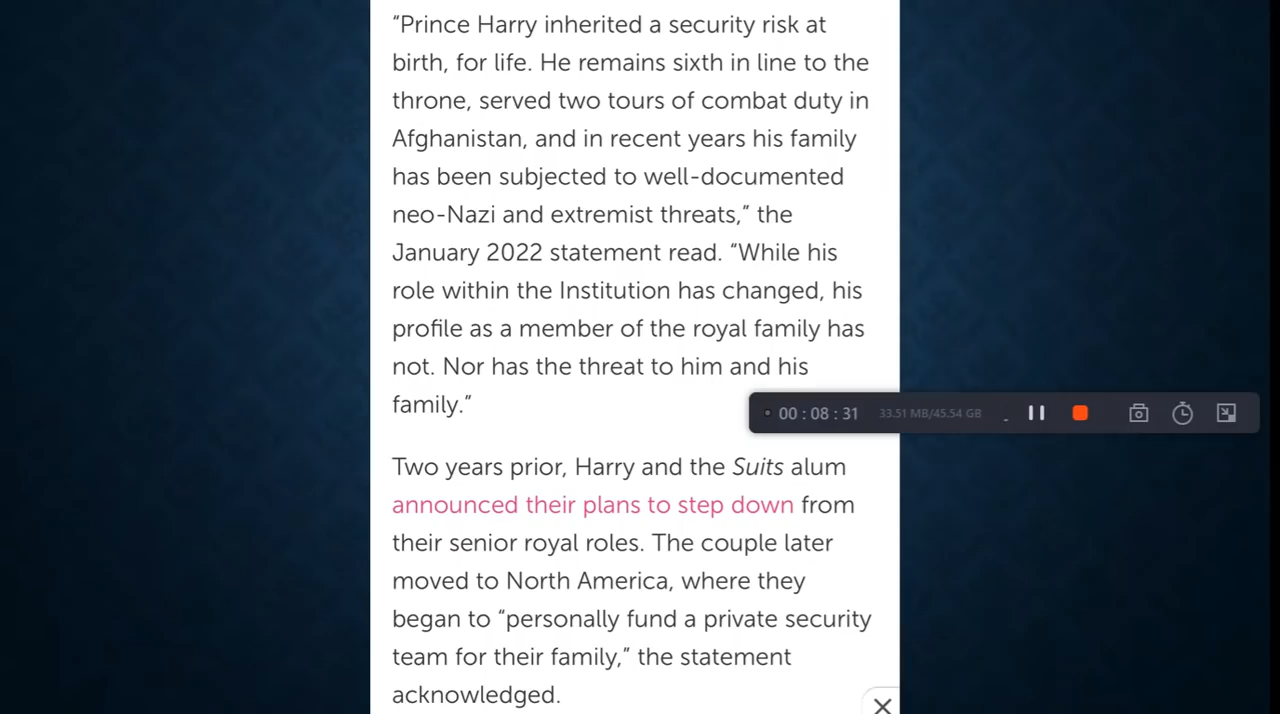 “Prince Harry inherited a security risk at
birth, for life. He remains sixth in line to the
throne, served two tours of combat duty in
Afghanistan, and in recent years his family
has been subjected to well-documented
neo-Nazi and extremist threats,” the
January 2022 statement read. “While his
role within the Institution has changed, his
profile as a member of the royal family has
not. Nor has the threat to him and his
family.”
00 : 08 : 31 33.51 MB/45.54 GB
Two years prior, Harry and the Suits alum
announced their plans to step down from
their senior royal roles. The couple later
moved to North America, where they
began to “personally fund a private security
team for their family,” the statement
acknowledged.